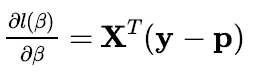 ∂l(β)/∂β = X^T(y − p)